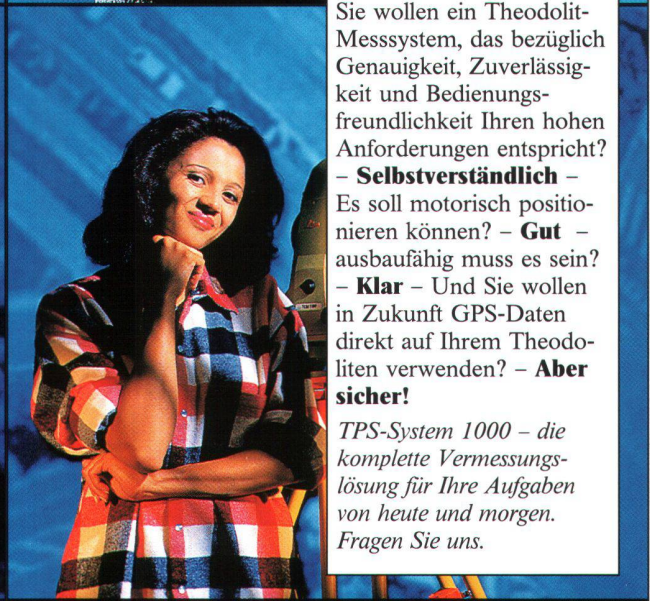 Sie wollen ein Theodolit-
Messsystem, das bezüglich
Genauigkeit, Zuverlässig-
keit und Bedienungs-
freundlichkeit Ihren hohen
Anforderungen entspricht?
– Selbstverständlich –
Es soll motorisch positio-
nieren können? – Gut –
ausbaufähig muss es sein?
– Klar – Und Sie wollen
in Zukunft GPS-Daten
direkt auf Ihrem Theodo-
liten verwenden? – Aber
sicher!
TPS-System 1000 – die
komplette Vermessungs-
lösung für Ihre Aufgaben
von heute und morgen.
Fragen Sie uns.